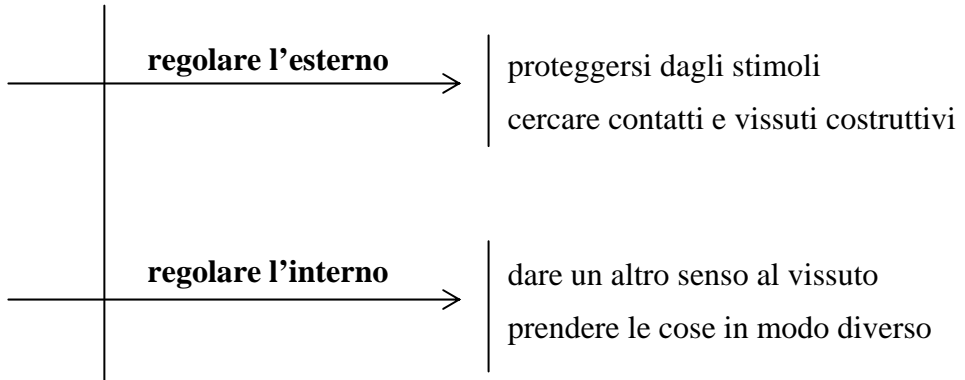 regolare l’esterno
proteggersi dagli stimoli
cercare contatti e vissuti costruttivi
regolare l’interno
dare un altro senso al vissuto
prendere le cose in modo diverso